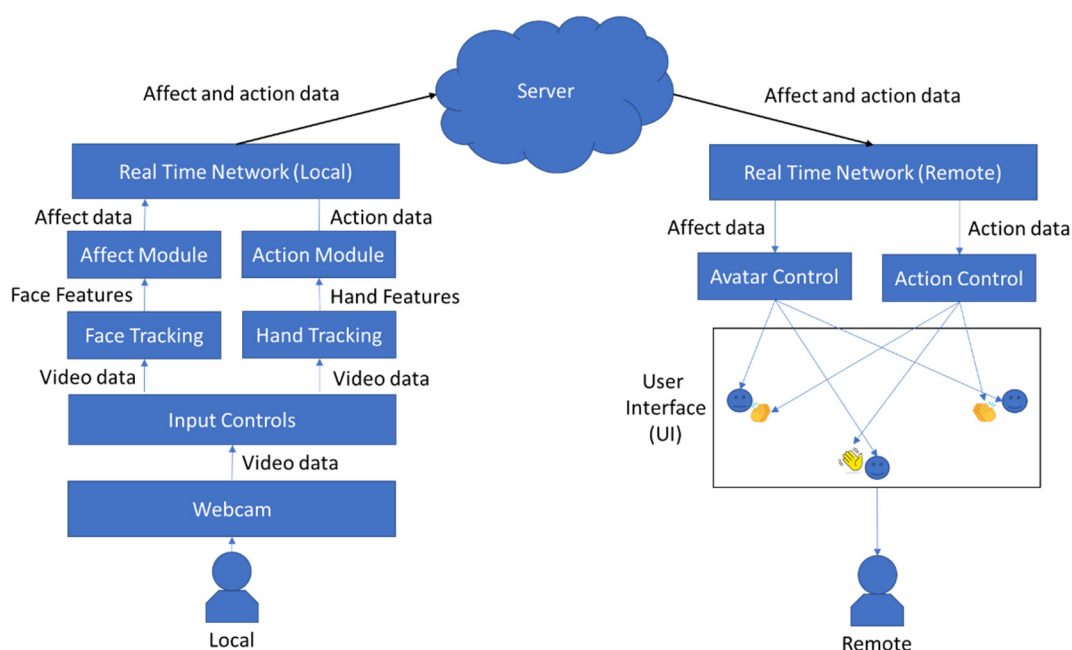 Server
Affect and action data
Affect and action data
Real Time Network (Local)
Affect data
Action data
Affect Module
Action Module
Face Features
Hand Features
Face Tracking
Hand Tracking
Video data
Video data
Input Controls
Video data
Webcam
Local
Real Time Network (Remote)
Affect data
Action data
Avatar Control
Action Control
User
Interface
(UI)
Remote